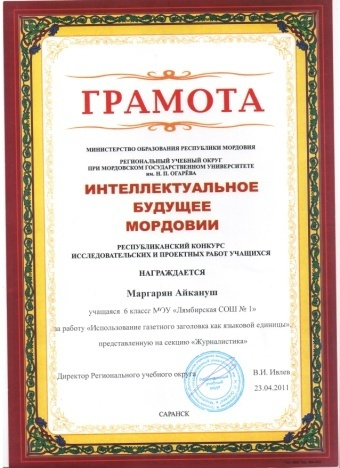 ГРАМОТА
МИНИСТЕРСТВО ОБРАЗОВАНИЯ РЕСПУБЛИКИ МОРДОВИЯ
РЕГИОНАЛЬНЫЙ УЧЕБНЫЙ ОКРУГ
ПРИ МОРДОВСКОМ ГОСУДАРСТВЕННОМ УНИВЕРСИТЕТЕ
им. Н. П. ОГАРЁВА
ИНТЕЛЛЕКТУАЛЬНОЕ
БУДУЩЕЕ
МОРДОВИИ
РЕСПУБЛИКАНСКИЙ КОНКУРС
ИССЛЕДОВАТЕЛЬСКИХ И ПРОЕКТНЫХ РАБОТ УЧАЩИХСЯ
НАГРАЖДАЕТСЯ
Маргарян Айкануш
учащаяся 6 класс МОУ «Лямбирская СОШ № 1»
за работу «Использование газетного заголовка как языковой единицы»,
представленную на секцию «Журналистика»
Директор Регионального учебного округа В.И. Ивлев
23.04.2011
САРАНСК